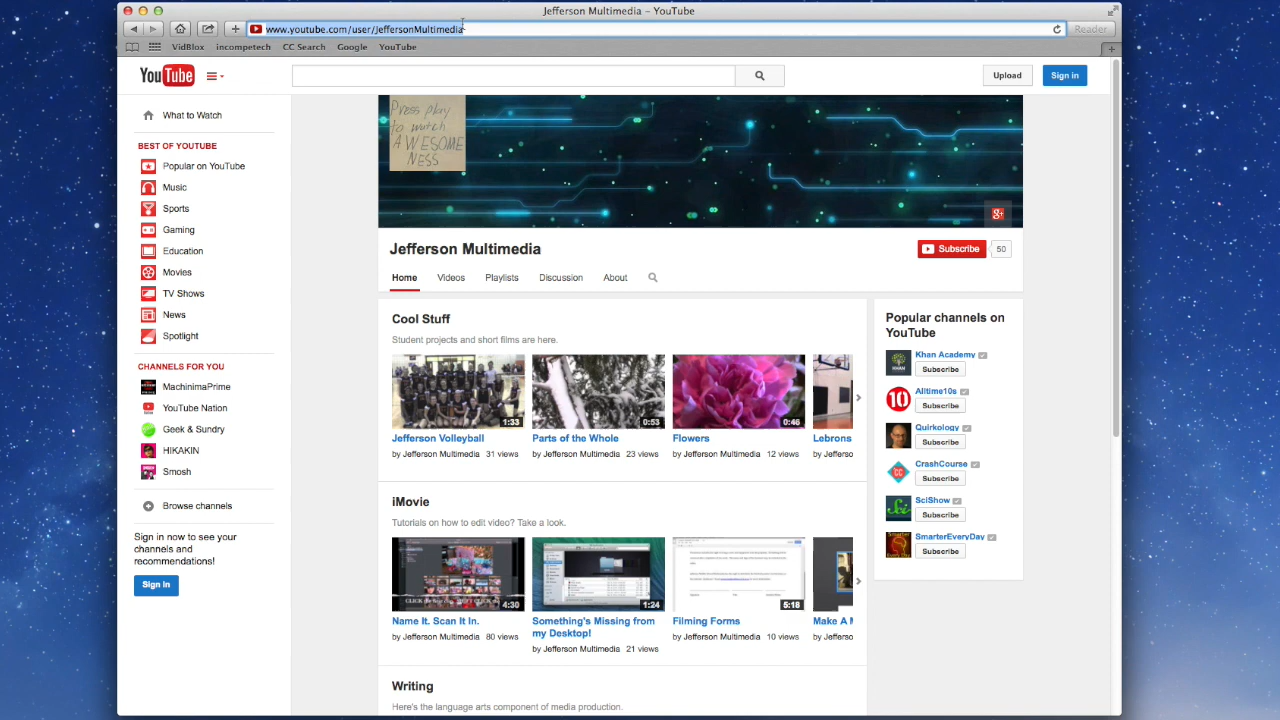 Jefferson Multimedia – YouTube
www.youtube.com/user/JeffersonMultimedia
Reader
VidBlox incompetech CC Search Google YouTube
YouTube
Upload
Sign in
What to Watch
BEST OF YOUTUBE
Popular on YouTube
Music
Sports
Gaming
Education
Movies
TV Shows
News
Spotlight
CHANNELS FOR YOU
MachinimaPrime
YouTube Nation
Geek & Sundry
HIKAKIN
Smosh
Browse channels
Sign in now to see your
channels and
recommendations!
Sign In
Press play
to watch
AWESOME
NESS
g+
Jefferson Multimedia
Subscribe 50
Home Videos Playlists Discussion About
Cool Stuff
Student projects and short films are here.
1:33 0:53 0:46
Jefferson Volleyball Parts of the Whole Flowers Lebrons
by Jefferson Multimedia 31 views by Jefferson Multimedia 23 views by Jefferson Multimedia 12 views by Jefferso
iMovie
Tutorials on how to edit video? Take a look.
4:30 1:24 5:18
Name It. Scan It In. Something's Missing from Filming Forms Make A M
my Desktop!
by Jefferson Multimedia 80 views by Jefferson Multimedia 10 views by Jefferso
by Jefferson Multimedia 21 views
Writing
Here's the language arts component of media production.
Popular channels on
YouTube
Khan Academy
Subscribe
10
Alltime10s
Subscribe
Quirkology
Subscribe
CC
CrashCourse
Subscribe
Sci
SciShow
Subscribe
SmarterEveryDay
Subscribe